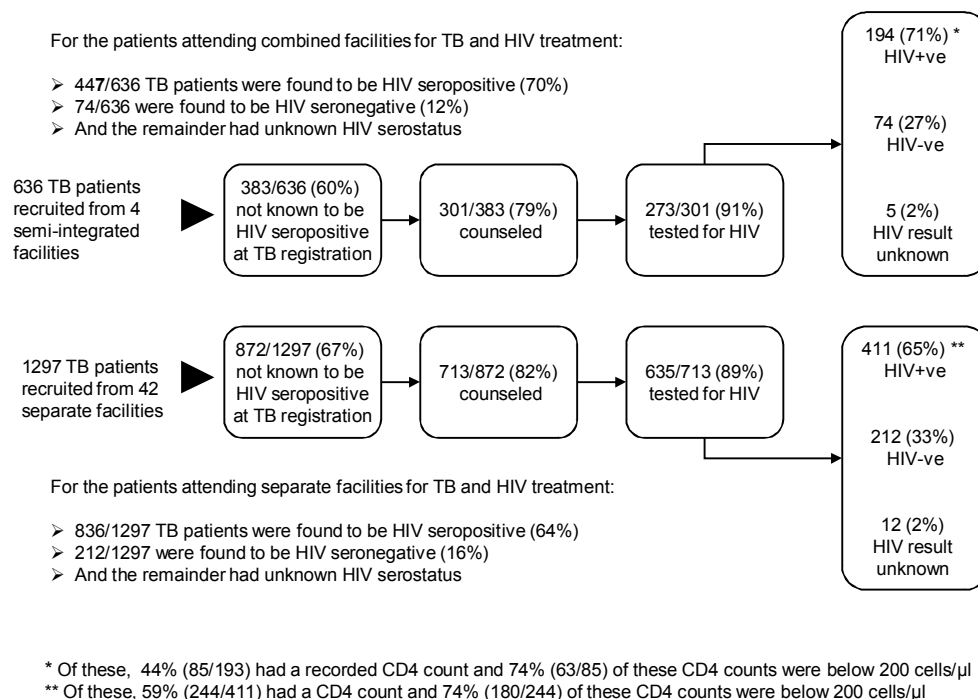 For the patients attending combined facilities for TB and HIV treatment:
➢ 447/636 TB patients were found to be HIV seropositive (70%)
➢ 74/636 were found to be HIV seronegative (12%)
➢ And the remainder had unknown HIV serostatus
636 TB patients
recruited from 4
semi-integrated
facilities
383/636 (60%)
not known to be
HIV seropositive
at TB registration
301/383 (79%)
counseled
273/301 (91%)
tested for HIV
194 (71%) *
HIV+ve
74 (27%)
HIV-ve
5 (2%)
HIV result
unknown
1297 TB patients
recruited from 42
separate facilities
872/1297 (67%)
not known to be
HIV seropositive
at TB registration
713/872 (82%)
counseled
635/713 (89%)
tested for HIV
411 (65%) **
HIV+ve
212 (33%)
HIV-ve
12 (2%)
HIV result
unknown
For the patients attending separate facilities for TB and HIV treatment:
➢ 836/1297 TB patients were found to be HIV seropositive (64%)
➢ 212/1297 were found to be HIV seronegative (16%)
➢ And the remainder had unknown HIV serostatus
* Of these, 44% (85/193) had a recorded CD4 count and 74% (63/85) of these CD4 counts were below 200 cells/µl
** Of these, 59% (244/411) had a CD4 count and 74% (180/244) of these CD4 counts were below 200 cells/µl